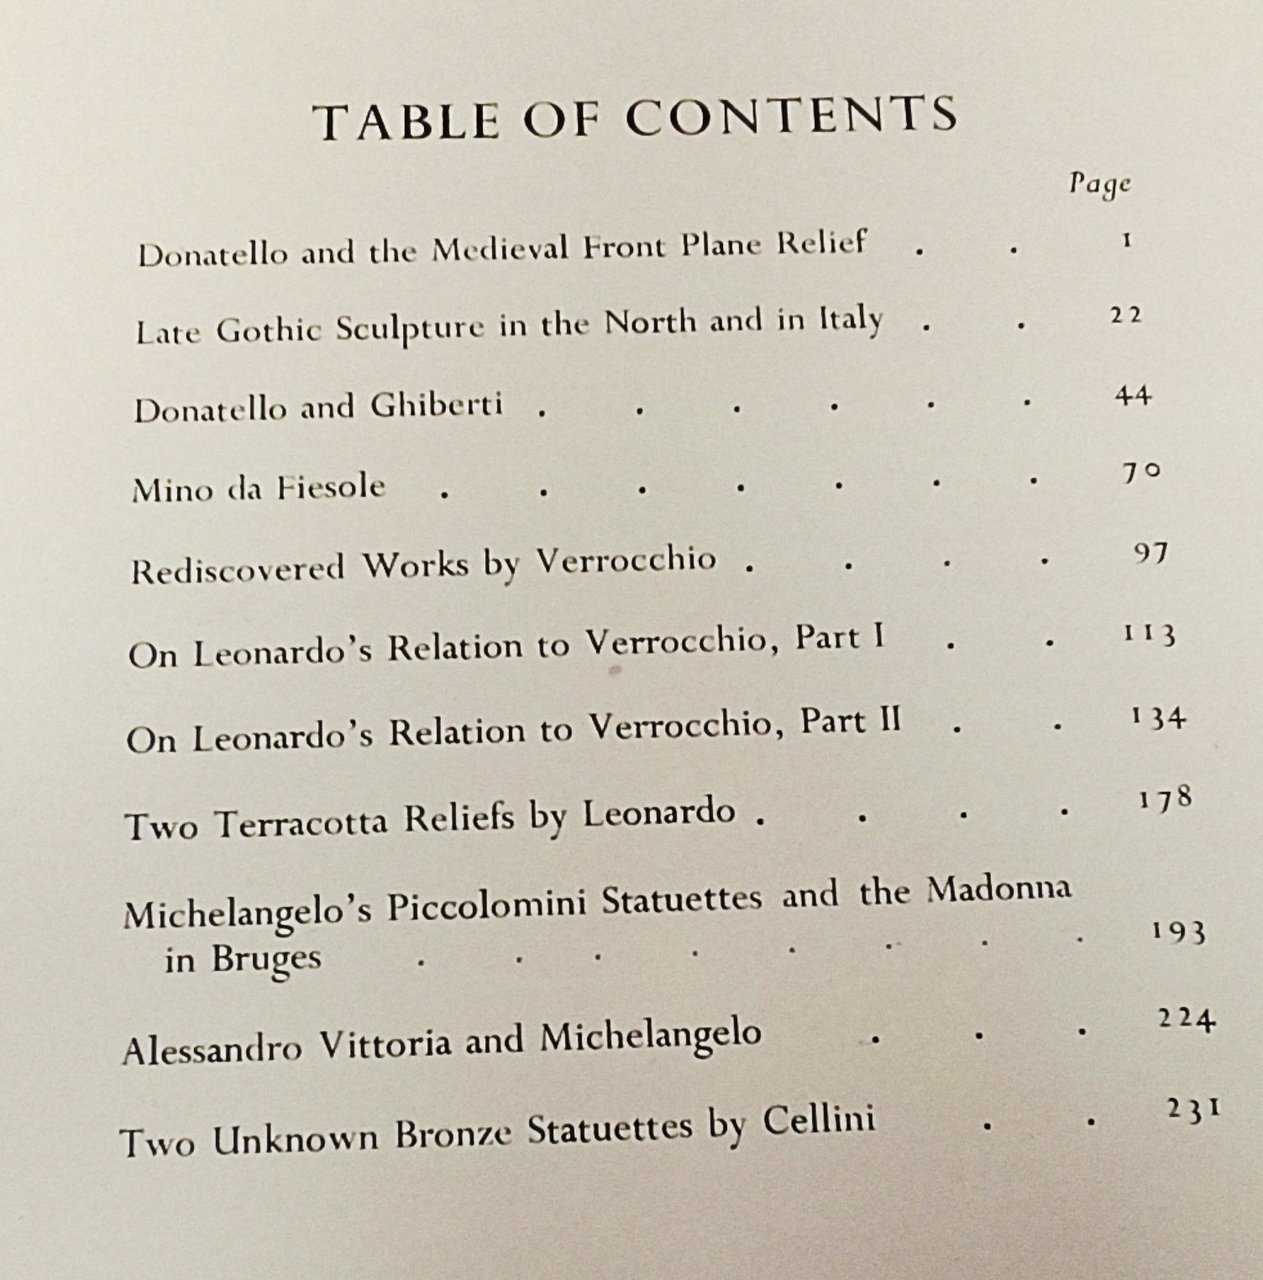 TABLE OF CONTENTS
Page
Donatello and the Medieval Front Plane Relief . . 1
Late Gothic Sculpture in the North and in Italy . . 22
Donatello and Ghiberti . . . . . . 44
Mino da Fiesole . . . . . . . 70
Rediscovered Works by Verrocchio . . . . 97
On Leonardo's Relation to Verrocchio, Part I . . 113
On Leonardo's Relation to Verrocchio, Part II . . 134
Two Terracotta Reliefs by Leonardo . . . . 178
Michelangelo's Piccolomini Statuettes and the Madonna
in Bruges . . . . . . . . 193
Alessandro Vittoria and Michelangelo . . . 224
Two Unknown Bronze Statuettes by Cellini . . 231